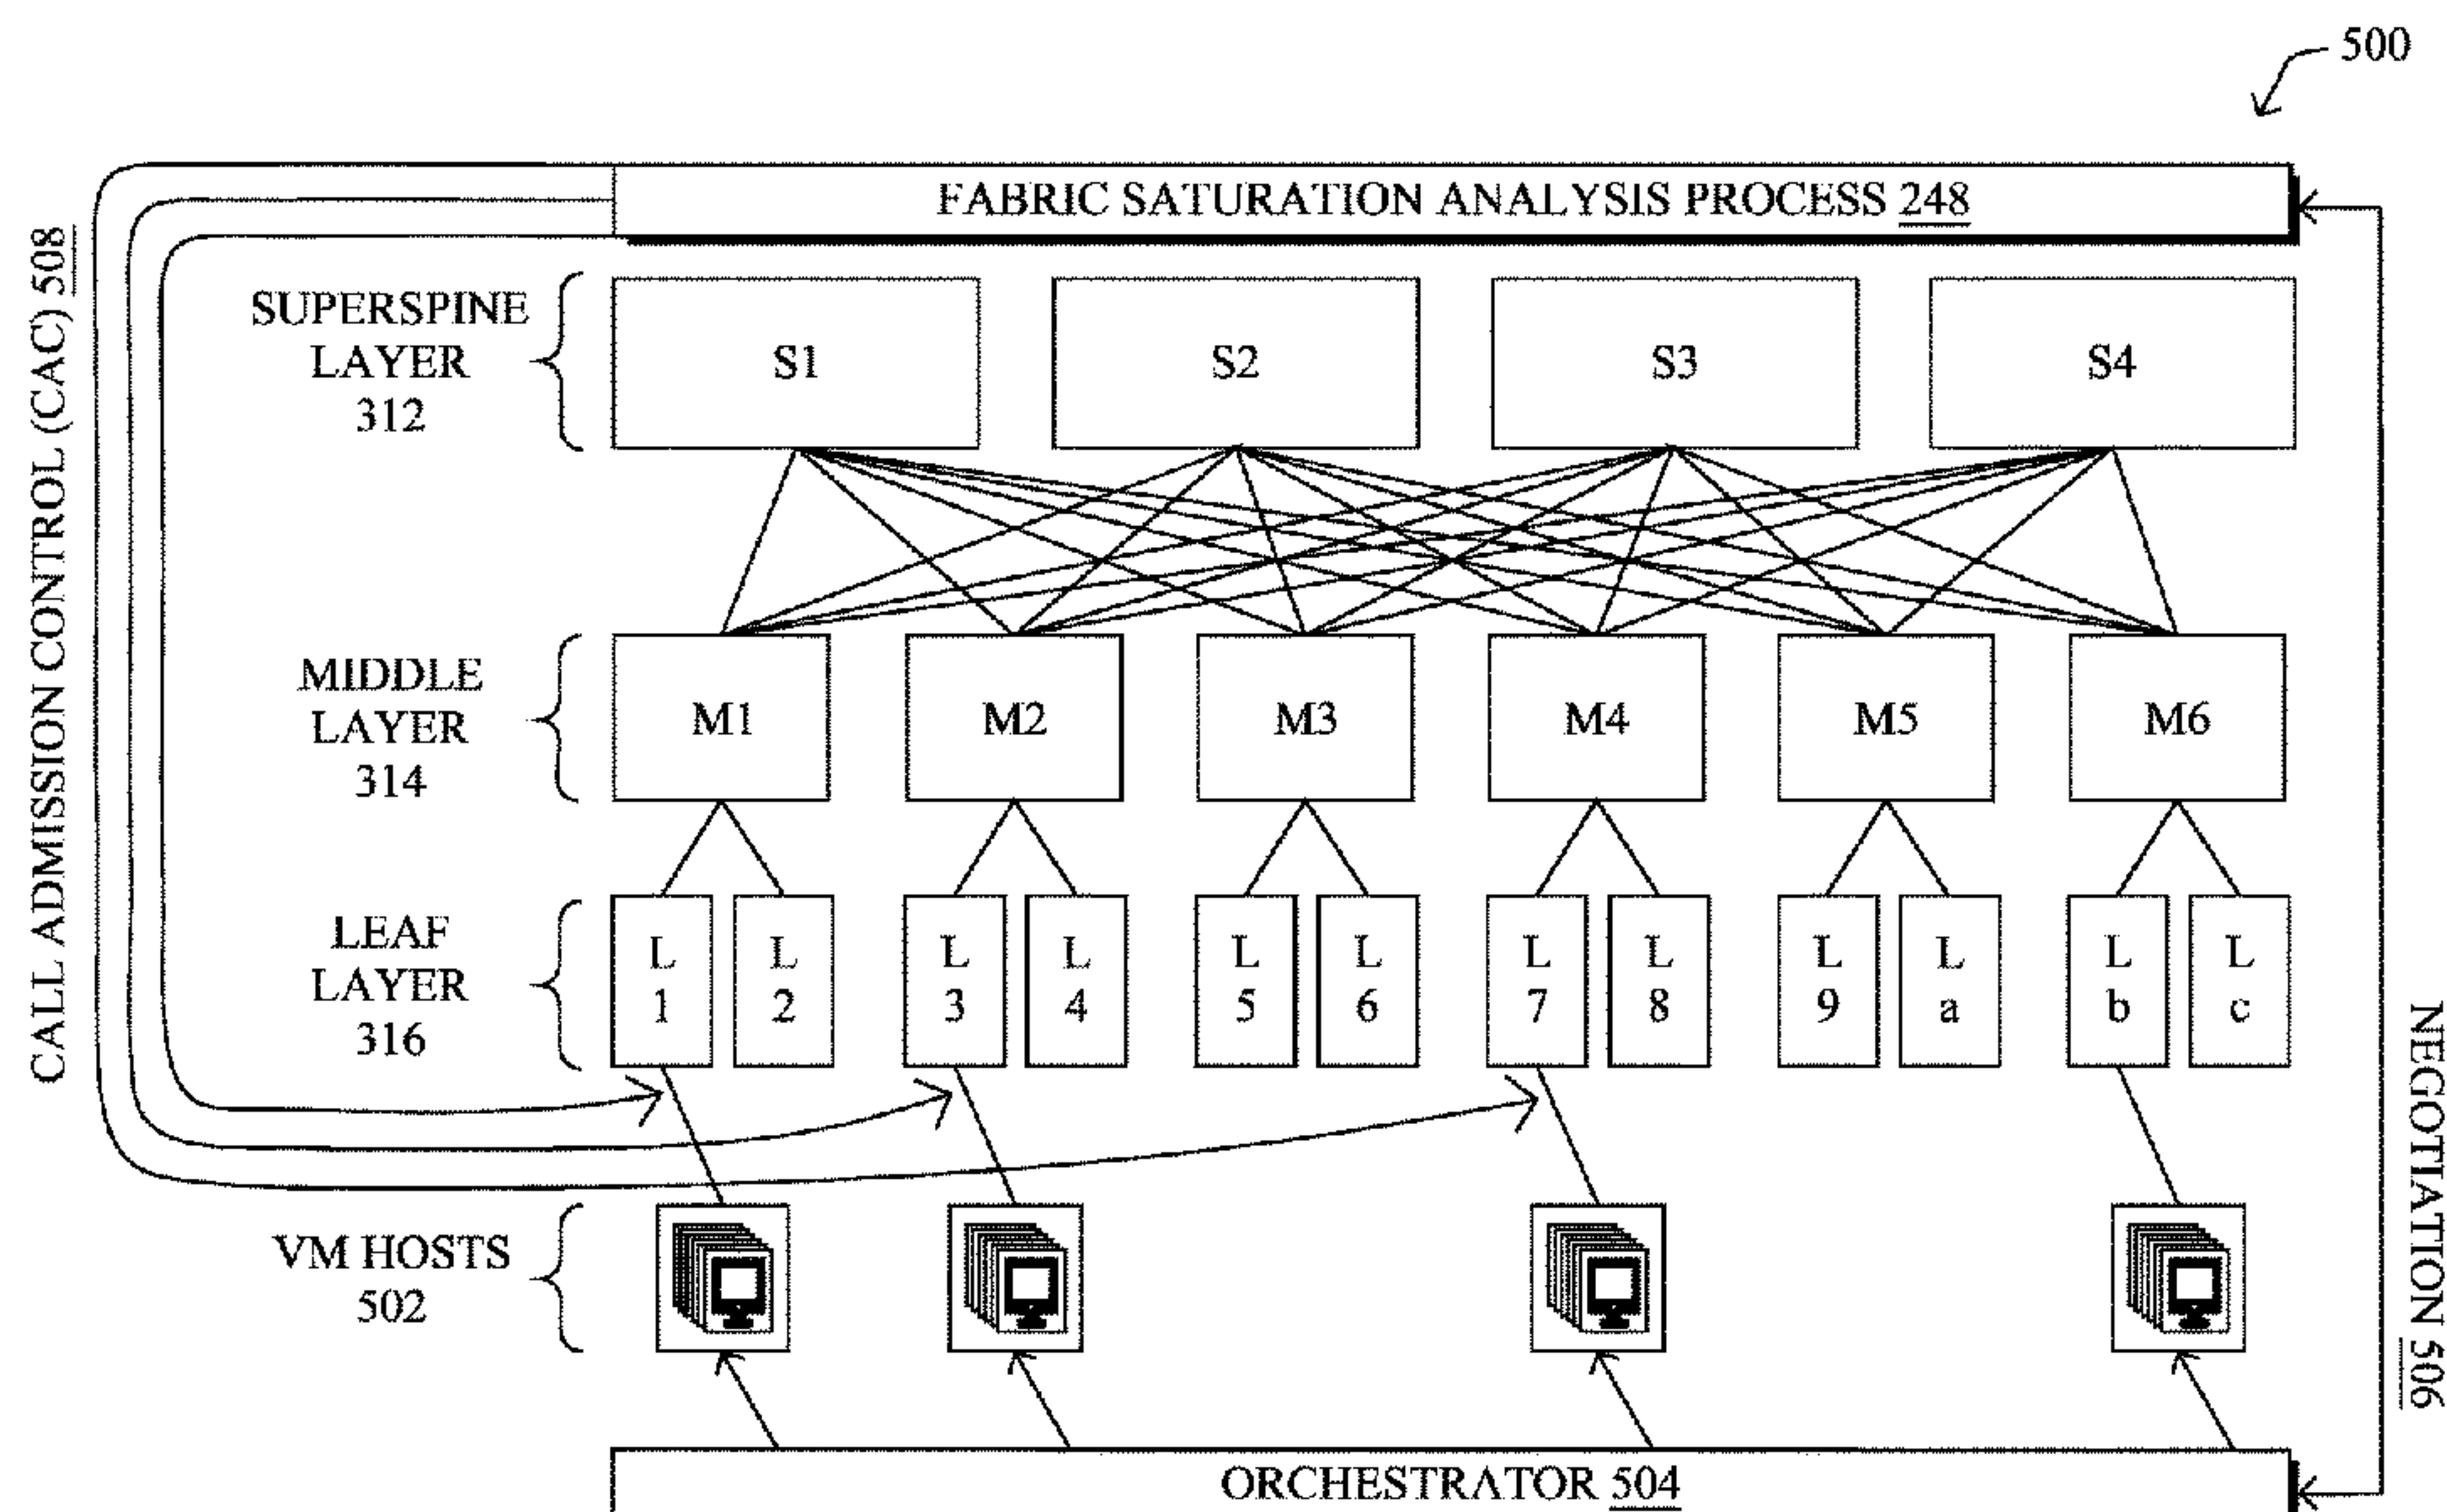 500
FABRIC SATURATION ANALYSIS PROCESS 248
CALL ADMISSION CONTROL (CAC) 508
SUPERSPINE
LAYER
312
S1
S2
S3
S4
MIDDLE
LAYER
314
M1
M2
M3
M4
M5
M6
LEAF
LAYER
316
L
1
L
2
L
3
L
4
L
5
L
6
L
7
L
8
L
9
L
a
L
b
L
c
NEGOTIATION 506
VM HOSTS
502
ORCHESTRATOR 504